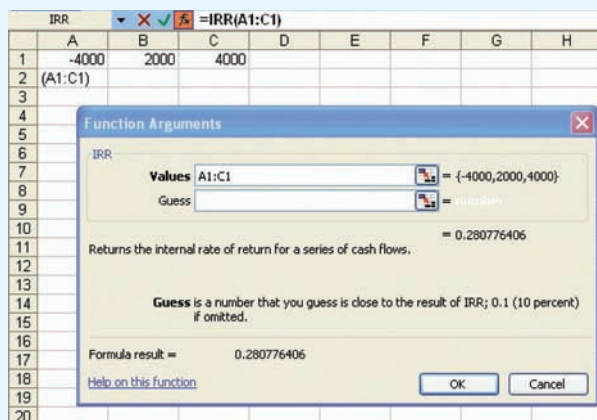 IRR =IRR(A1:C1)
A B C D E F G H
1 -4000 2000 4000
2 (A1:C1)
3
4
Function Arguments
5
6 IRR
7 Values A1:C1 = {-4000,2000,4000}
8 Guess = number
9
10 = 0.280776406
11 Returns the internal rate of return for a series of cash flows.
12
13
14 Guess is a number that you guess is close to the result of IRR; 0.1 (10 percent)
15 if omitted.
16
17 Formula result = 0.280776406
18 Help on this function OK Cancel
19
20